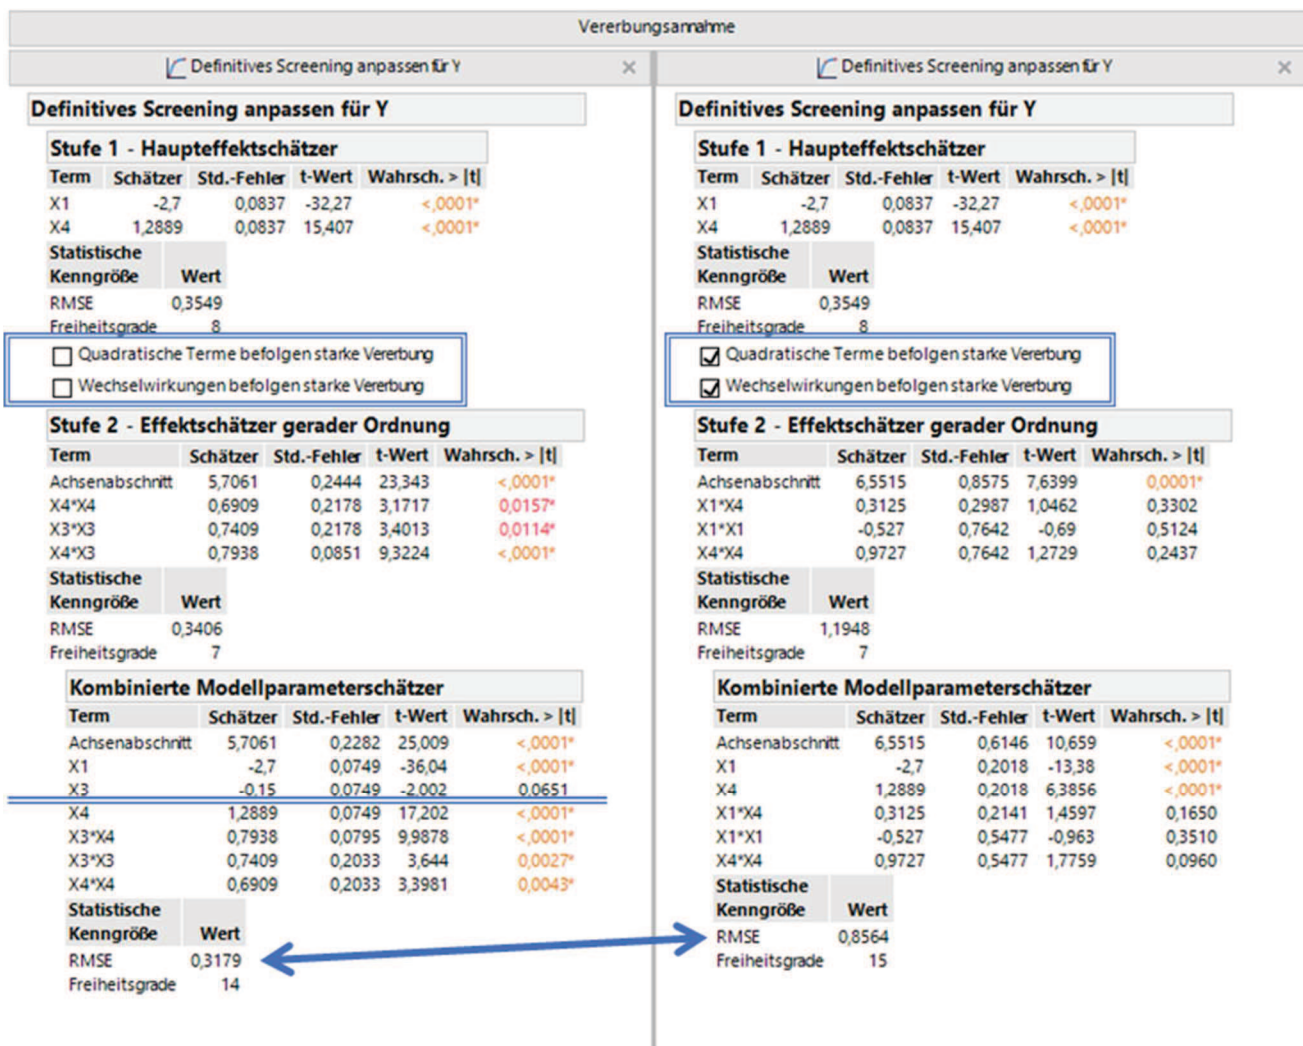 Vererbungsannahme
Definitives Screening anpassen für Y
Definitives Screening anpassen für Y
Stufe 1 - Haupteffektschätzer
Term Schätzer Std.-Fehler t-Wert Wahrsch. > |t|
X1 -2,7 0,0837 -32,27 <,0001*
X4 1,2889 0,0837 15,407 <,0001*
Statistische
Kenngröße Wert
RMSE 0,3549
Freiheitsgrade 8
Quadratische Terme befolgen starke Vererbung
Wechselwirkungen befolgen starke Vererbung
Stufe 2 - Effektschätzer gerader Ordnung
Term Schätzer Std.-Fehler t-Wert Wahrsch. > |t|
Achsenabschnitt 5,7061 0,2444 23,343 <,0001*
X4*X4 0,6909 0,2178 3,1717 0,0157*
X3*X3 0,7409 0,2178 3,4013 0,0114*
X4*X3 0,7938 0,0851 9,3224 <,0001*
Statistische
Kenngröße Wert
RMSE 0,3406
Freiheitsgrade 7
Kombinierte Modellparameterschätzer
Term Schätzer Std.-Fehler t-Wert Wahrsch. > |t|
Achsenabschnitt 5,7061 0,2282 25,009 <,0001*
X1 -2,7 0,0749 -36,04 <,0001*
X3 -0,15 0,0749 -2,002 0,0651
X4 1,2889 0,0749 17,202 <,0001*
X3*X4 0,7938 0,0795 9,9878 <,0001*
X3*X3 0,7409 0,2033 3,644 0,0027*
X4*X4 0,6909 0,2033 3,3981 0,0043*
Statistische
Kenngröße Wert
RMSE 0,3179
Freiheitsgrade 14
Definitives Screening anpassen für Y
Definitives Screening anpassen für Y
Stufe 1 - Haupteffektschätzer
Term Schätzer Std.-Fehler t-Wert Wahrsch. > |t|
X1 -2,7 0,0837 -32,27 <,0001*
X4 1,2889 0,0837 15,407 <,0001*
Statistische
Kenngröße Wert
RMSE 0,3549
Freiheitsgrade 8
Quadratische Terme befolgen starke Vererbung
Wechselwirkungen befolgen starke Vererbung
Stufe 2 - Effektschätzer gerader Ordnung
Term Schätzer Std.-Fehler t-Wert Wahrsch. > |t|
Achsenabschnitt 6,5515 0,8575 7,6399 0,0001*
X1*X4 0,3125 0,2987 1,0462 0,3302
X1*X1 -0,527 0,7642 -0,69 0,5124
X4*X4 0,9727 0,7642 1,2729 0,2437
Statistische
Kenngröße Wert
RMSE 1,1948
Freiheitsgrade 7
Kombinierte Modellparameterschätzer
Term Schätzer Std.-Fehler t-Wert Wahrsch. > |t|
Achsenabschnitt 6,5515 0,6146 10,659 <,0001*
X1 -2,7 0,2018 -13,38 <,0001*
X4 1,2889 0,2018 6,3856 <,0001*
X1*X4 0,3125 0,2141 1,4597 0,1650
X1*X1 -0,527 0,5477 -0,963 0,3510
X4*X4 0,9727 0,5477 1,7759 0,0960
Statistische
Kenngröße Wert
RMSE 0,8564
Freiheitsgrade 15